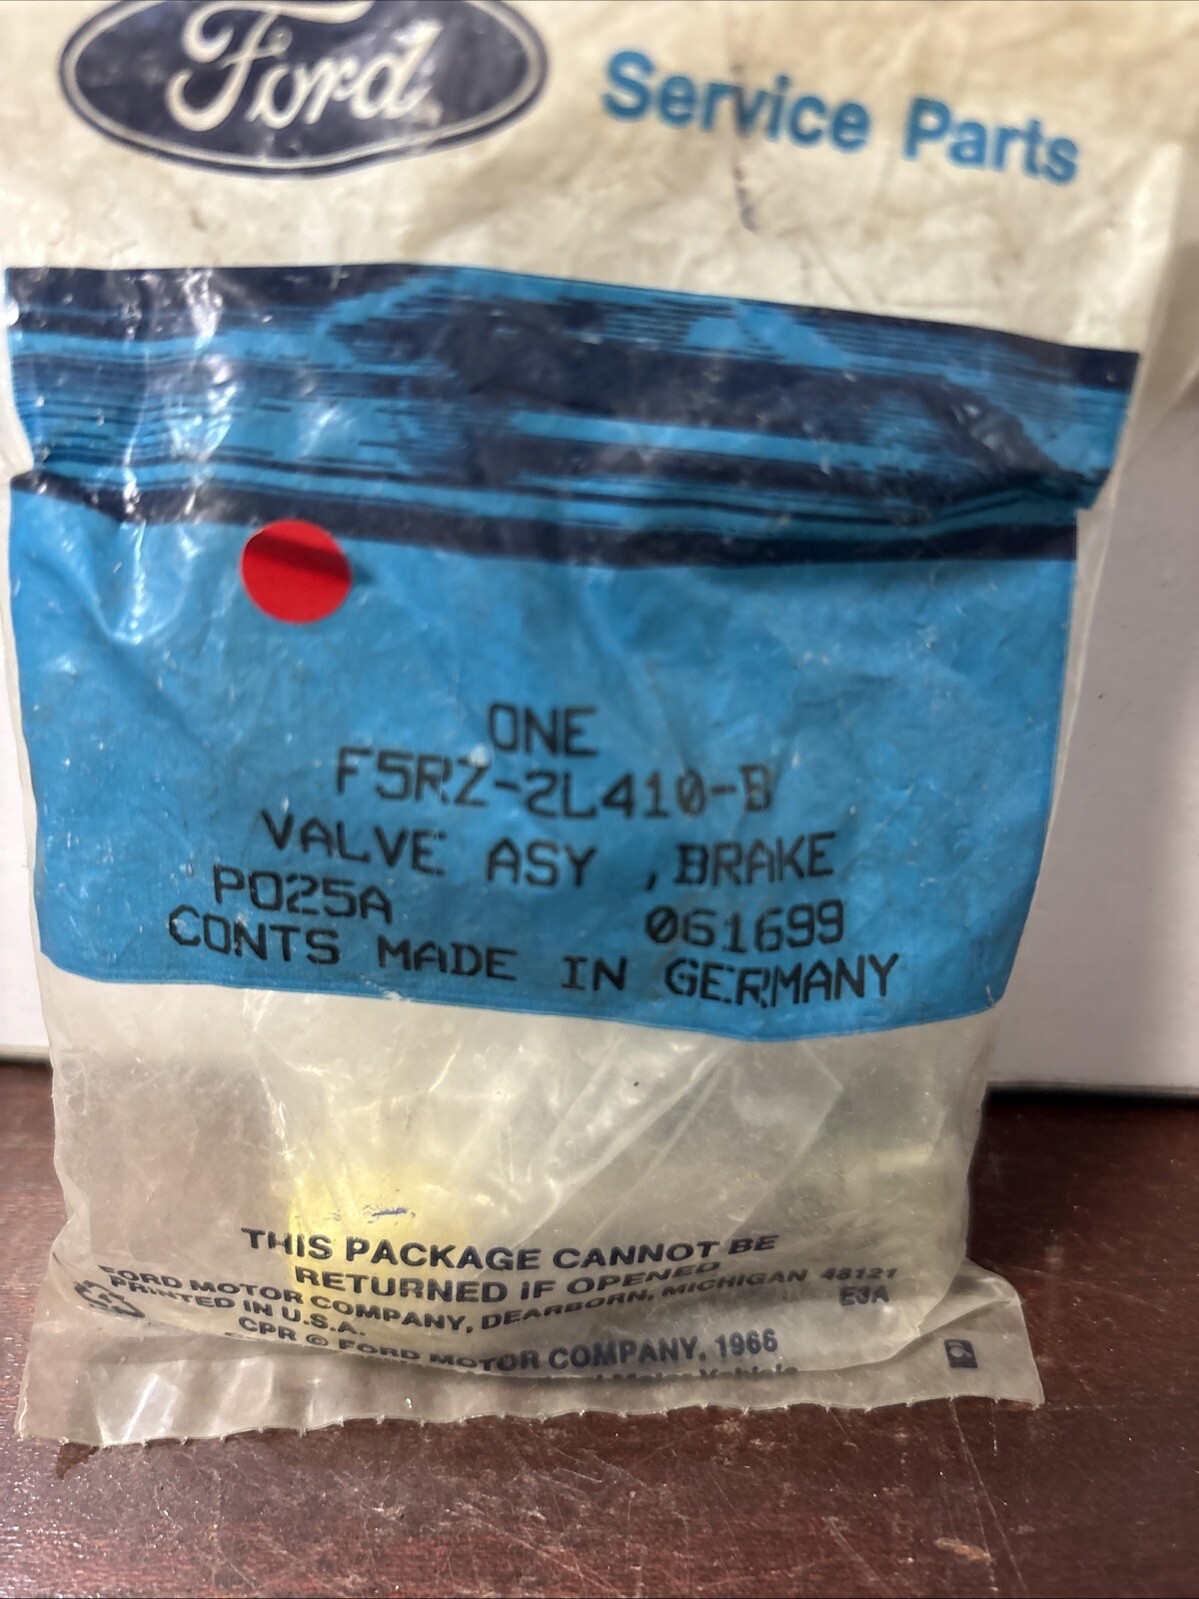 Ford
Service Parts
ONE
F5RZ-2L410-B
VALVE ASY ,BRAKE
P025A 061699
CONTS MADE IN GERMANY
THIS PACKAGE CANNOT BE
RETURNED IF OPENED
FORD MOTOR COMPANY, DEARBORN, MICHIGAN 48121
PRINTED IN U.S.A. E3A
CPR © FORD MOTOR COMPANY, 1966